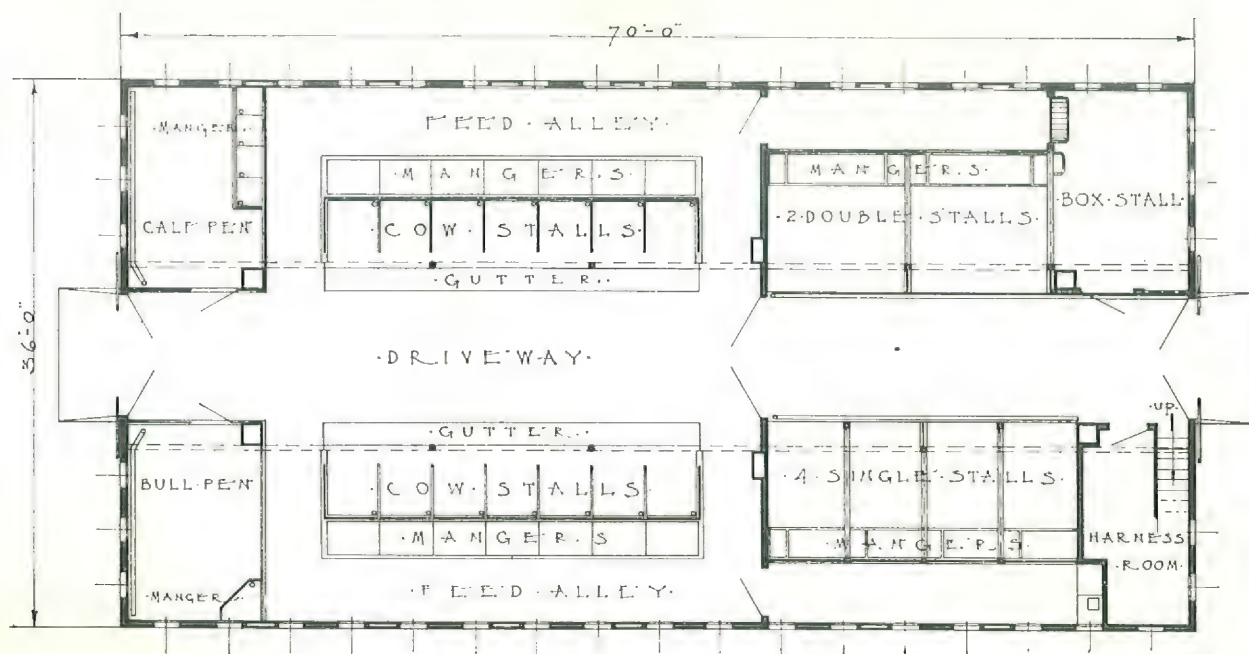 70'-0"
36'-0"
·MANGER·
FEED·ALLEY·
·MANGERS·
·MANGERS·
CALF PEN
·COW·STALLS·
·2·DOUBLE·STALLS·
BOX·STALL
·GUTTER·
·DRIVEWAY·
·UP·
·GUTTER·
BULL·PEN
·COW·STALLS·
·4·SINGLE·STALLS·
·MANGERS·
·MANGERS·
HARNESS
·ROOM·
·MANGER·
·FEED·ALLEY·